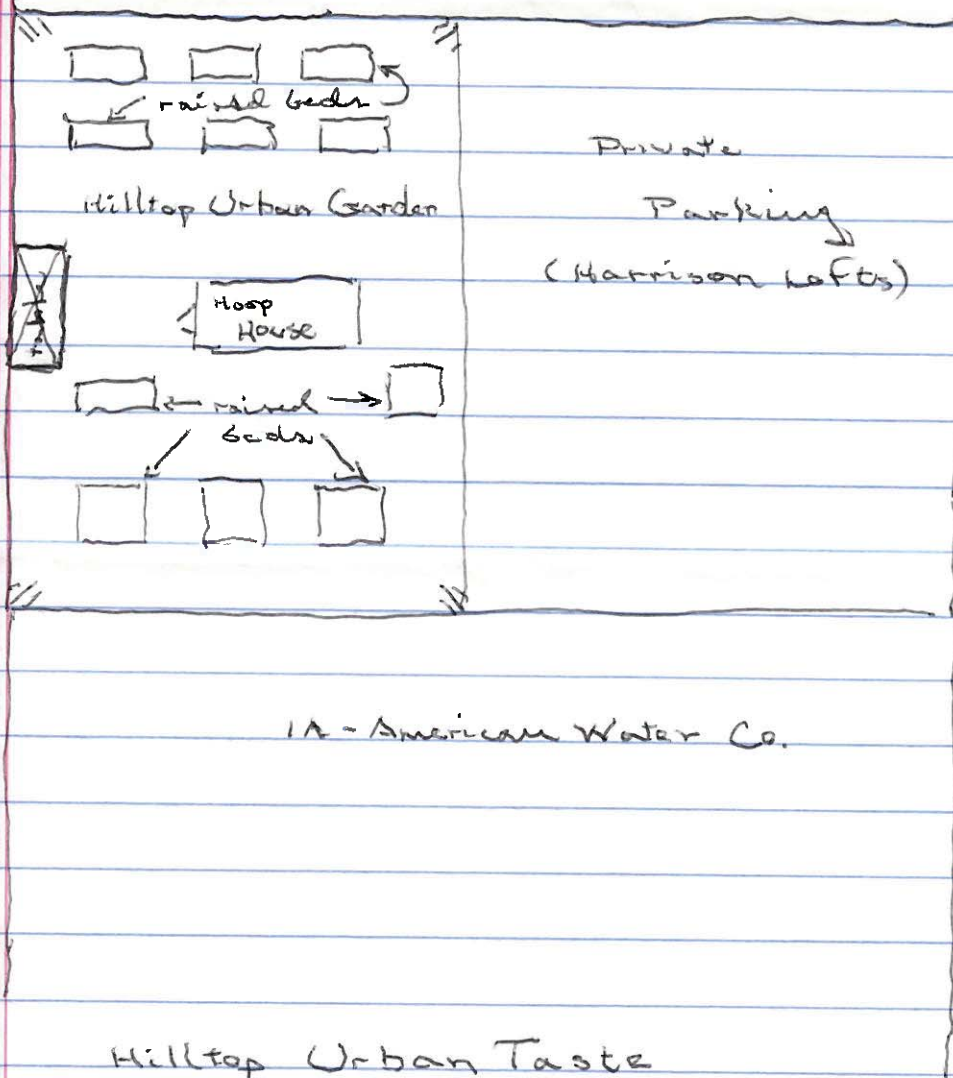 raised beds
Hilltop Urban Garden
Hoop
House
raised
beds
Private
Parking
(Harrison Lofts)
IA - American Water Co.
Hilltop Urban Taste